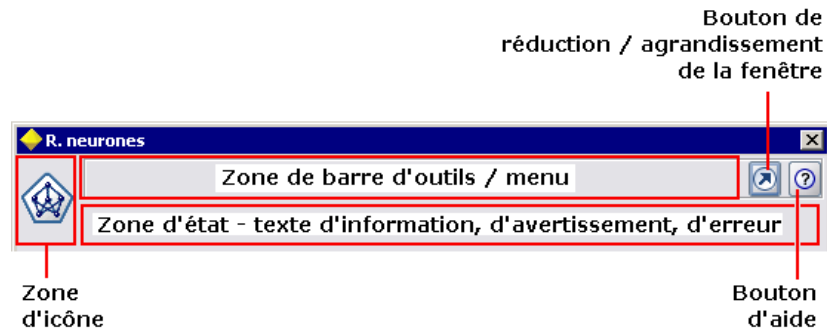 Bouton de
réduction / agrandissement
de la fenêtre
R. neurones
Zone de barre d'outils / menu
?
Zone d'état - texte d'information, d'avertissement, d'erreur
Zone
d'icône
Bouton
d'aide